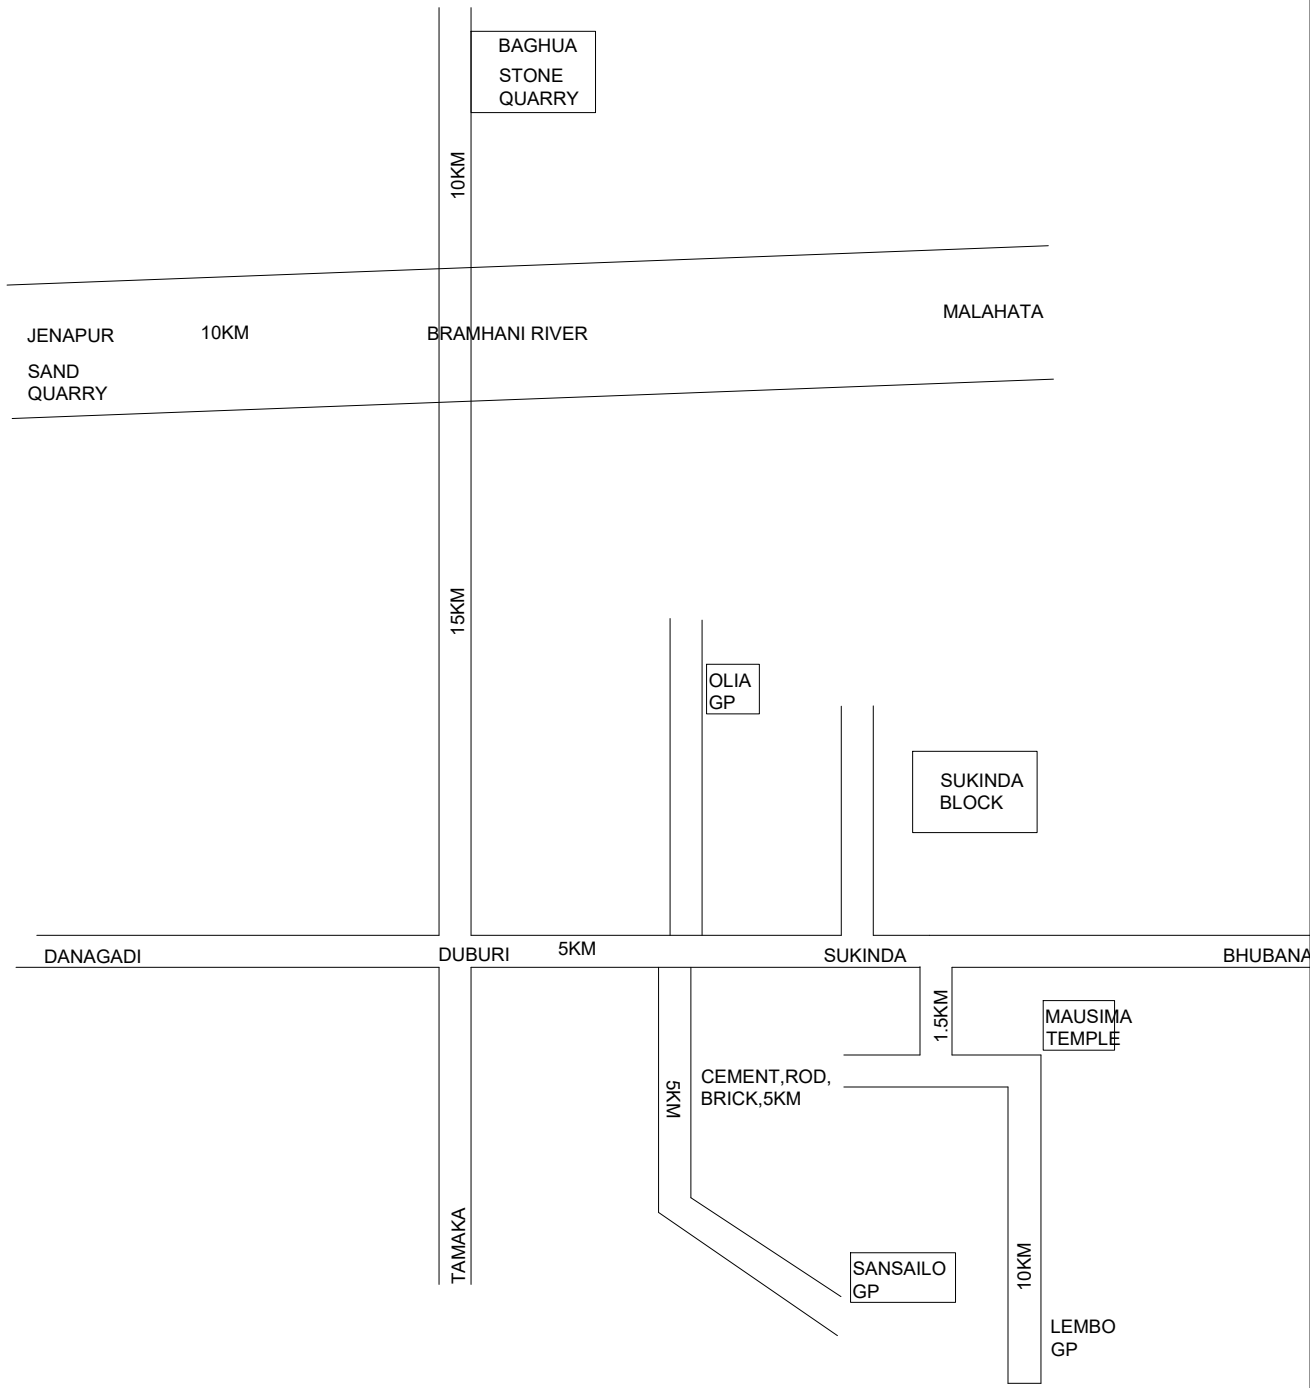 BAGHUA
STONE
QUARRY
10KM
MALAHATA
JENAPUR
10KM
BRAMHANI RIVER
SAND
QUARRY
15KM
OLIA
GP
SUKINDA
BLOCK
DANAGADI
DUBURI
5KM
SUKINDA
BHUBANA
1.5KM
MAUSIMA
TEMPLE
5KM
CEMENT,ROD,
BRICK,5KM
TAMAKA
SANSAILO
GP
10KM
LEMBO
GP